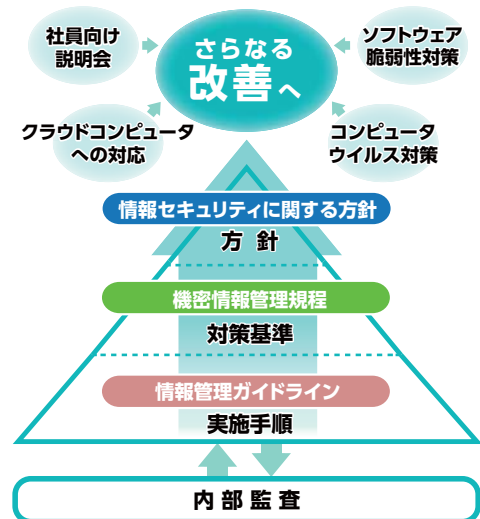 社員向け
説明会
ソフトウェア
脆弱性対策
さらなる
改善へ
クラウドコンピュータ
への対応
コンピュータ
ウイルス対策
情報セキュリティに関する方針
方 針
機密情報管理規程
対策基準
情報管理ガイドライン
実施手順
内 部 監 査